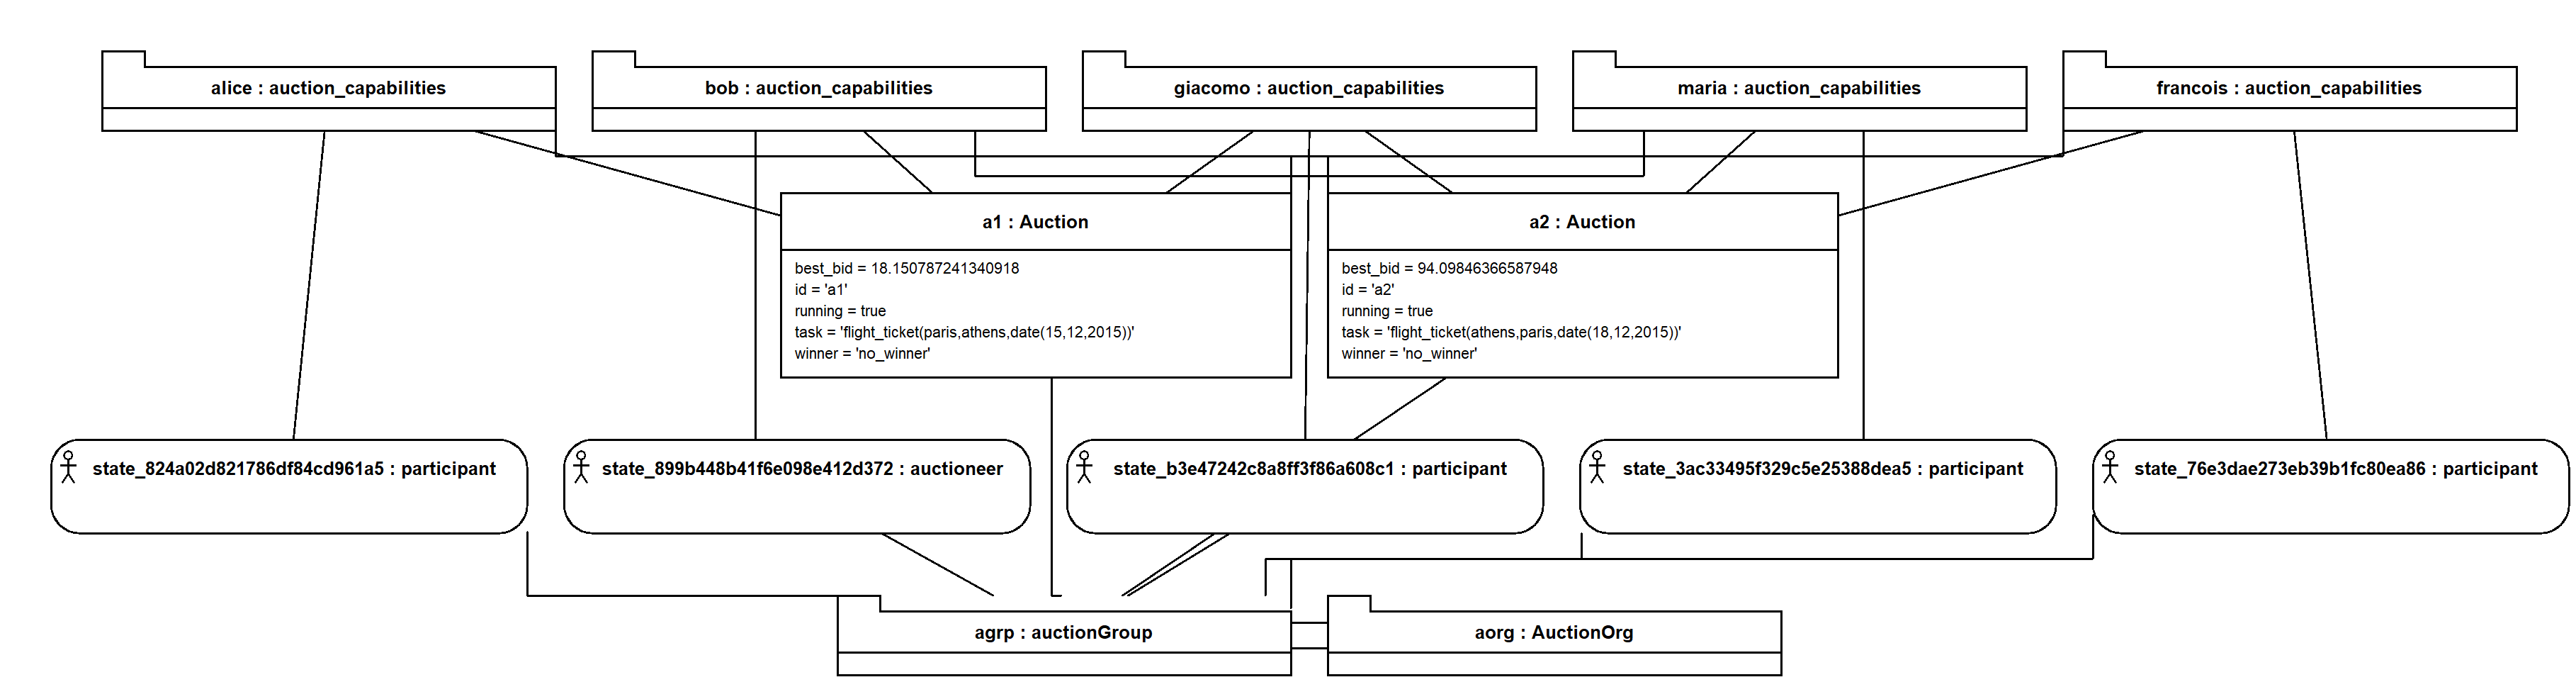 alice : auction_capabilities
bob : auction_capabilities
giacomo : auction_capabilities
maria : auction_capabilities
francois : auction_capabilities
a1 : Auction
best_bid = 18.150787241340918
id = 'a1'
running = true
task = 'flight_ticket(paris,athens,date(15,12,2015))'
winner = 'no_winner'
a2 : Auction
best_bid = 94.09846366587948
id = 'a2'
running = true
task = 'flight_ticket(athens,paris,date(18,12,2015))'
winner = 'no_winner'
state_824a02d821786df84cd961a5 : participant
state_899b448b41f6e098e412d372 : auctioneer
state_b3e47242c8a8ff3f86a608c1 : participant
state_3ac33495f329c5e25388dea5 : participant
state_76e3dae273eb39b1fc80ea86 : participant
agrp : auctionGroup
aorg : AuctionOrg